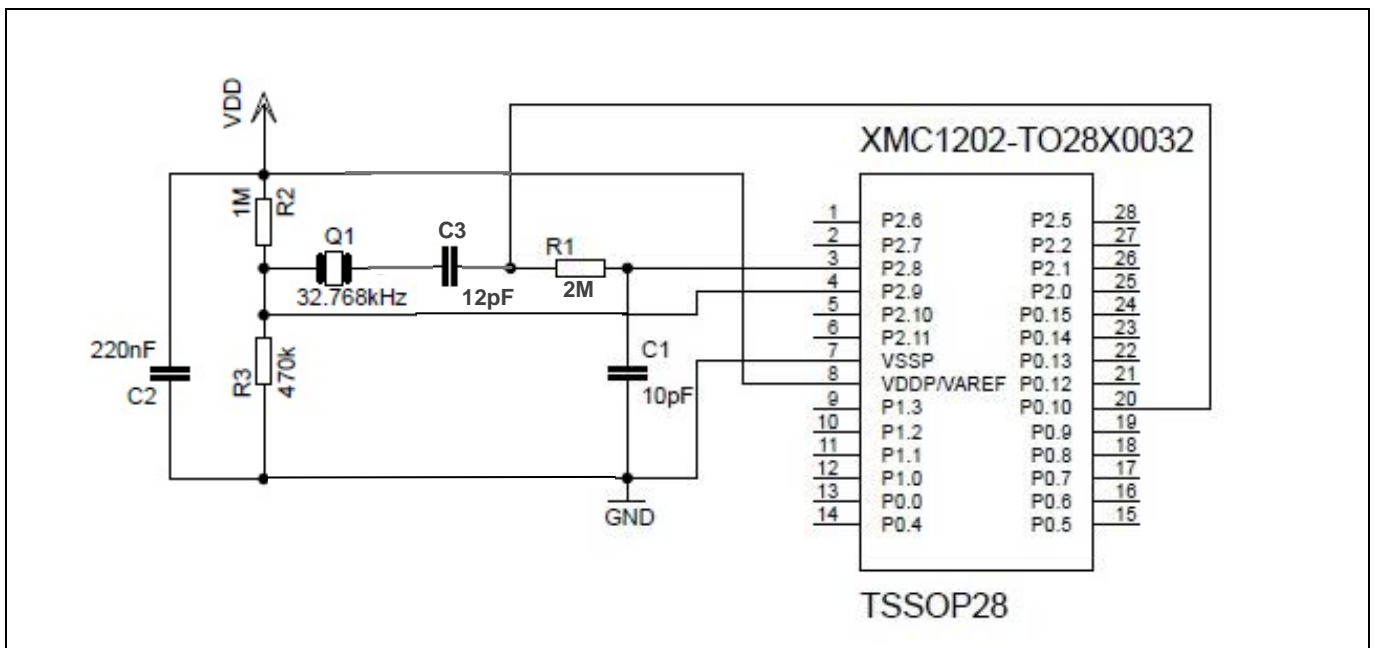 VDD
XMC1202-TO28X0032
1M
R2
Q1
32.768kHz
C3
12pF
R1
2M
220nF
C2
R3
470k
C1
10pF
GND
1 P2.6
2 P2.7
3 P2.8
4 P2.9
5 P2.10
6 P2.11
7 VSSP
8 VDDP/VAREF
9 P1.3
10 P1.2
11 P1.1
12 P1.0
13 P0.0
14 P0.4
P2.5 28
P2.2 27
P2.1 26
P2.0 25
P0.15 24
P0.14 23
P0.13 22
P0.12 21
P0.10 20
P0.9 19
P0.8 18
P0.7 17
P0.6 16
P0.5 15
TSSOP28